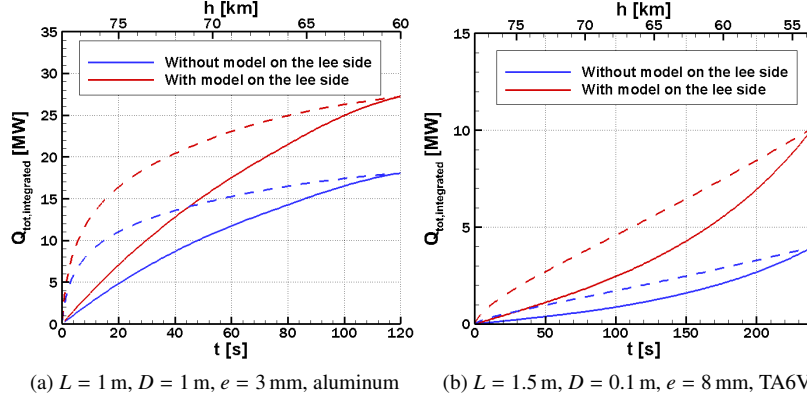 h [km]
75 70 65 60
35
30
25
20
15
10
5
0
Q_tot,integrated [MW]
Without model on the lee side
With model on the lee side
0 20 40 60 80 100 120
t [s]
(a) L = 1 m, D = 1 m, e = 3 mm, aluminum
h [km]
75 70 65 60 55
15
10
5
0
Q_tot,integrated [MW]
Without model on the lee side
With model on the lee side
0 50 100 150 200
t [s]
(b) L = 1.5 m, D = 0.1 m, e = 8 mm, TA6V